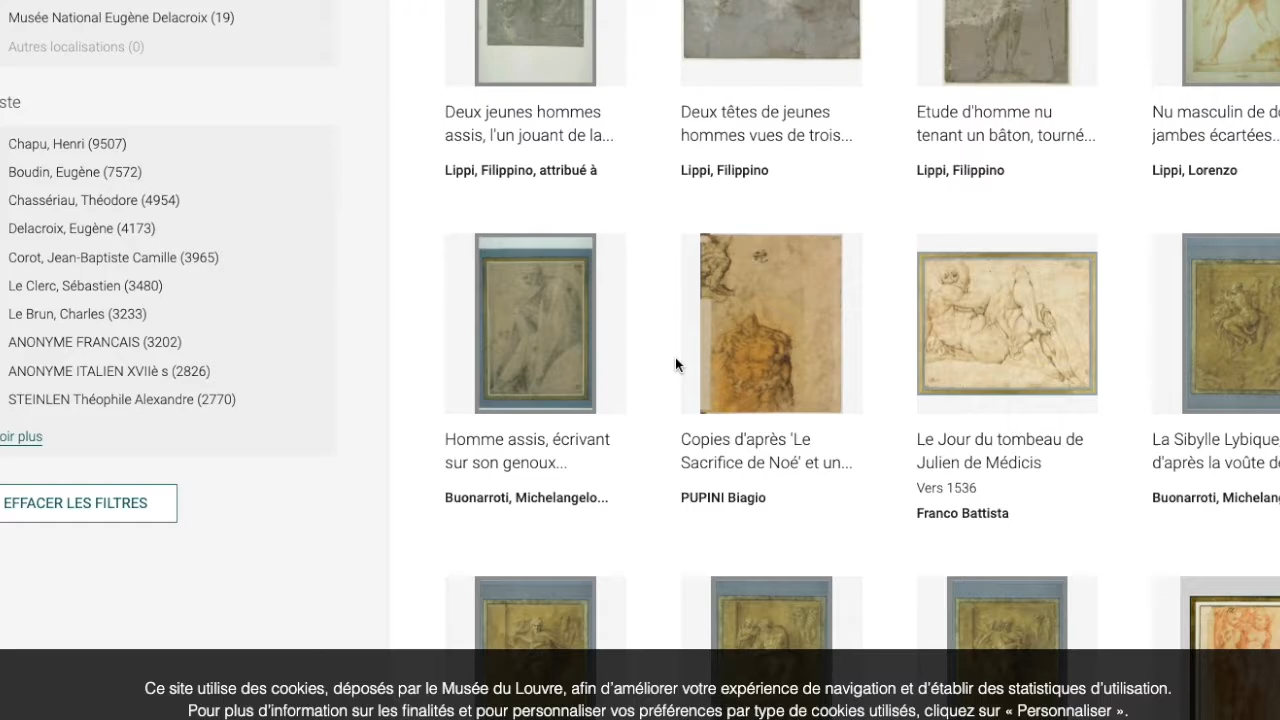 Musée National Eugène Delacroix (19)
Autres localisations (0)
ste
Chapu, Henri (9507)
Boudin, Eugène (7572)
Chassériau, Théodore (4954)
Delacroix, Eugène (4173)
Corot, Jean-Baptiste Camille (3965)
Le Clerc, Sébastien (3480)
Le Brun, Charles (3233)
ANONYME FRANCAIS (3202)
ANONYME ITALIEN XVIIè s (2826)
STEINLEN Théophile Alexandre (2770)
oir plus
EFFACER LES FILTRES
Deux jeunes hommes
assis, l'un jouant de la...
Lippi, Filippino, attribué à
Deux têtes de jeunes
hommes vues de trois...
Lippi, Filippino
Etude d'homme nu
tenant un bâton, tourné...
Lippi, Filippino
Nu masculin de do
jambes écartées...
Lippi, Lorenzo
Homme assis, écrivant
sur son genoux...
Buonarroti, Michelangelo...
Copies d'après 'Le
Sacrifice de Noé' et un...
PUPINI Biagio
Le Jour du tombeau de
Julien de Médicis
Vers 1536
Franco Battista
La Sibylle Lybique
d'après la voûte de
Buonarroti, Michelang
Ce site utilise des cookies, déposés par le Musée du Louvre, afin d'améliorer votre expérience de navigation et d'établir des statistiques d'utilisation.
Pour plus d'information sur les finalités et pour personnaliser vos préférences par type de cookies utilisés, cliquez sur « Personnaliser ».